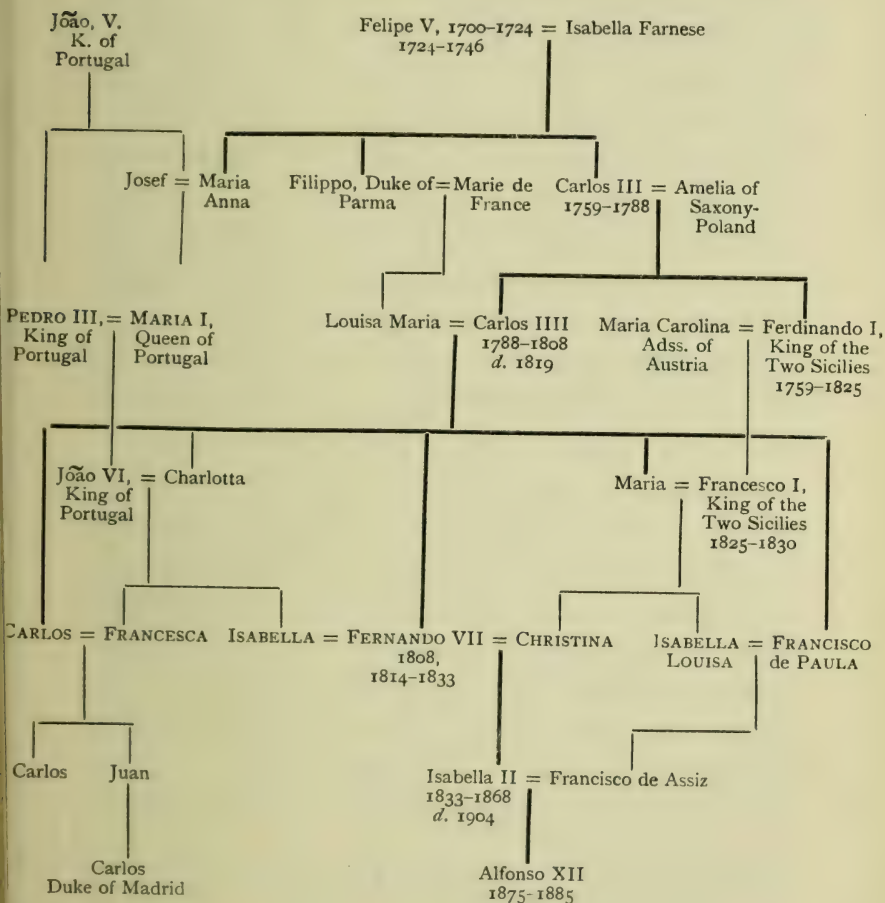 João, V.
K. of
Portugal
Felipe V, 1700–1724 = Isabella Farnese
1724–1746
Josef = Maria
Anna
Filippo, Duke of = Marie de
Parma France
Carlos III = Amelia of
1759–1788 Saxony-
Poland
PEDRO III, = MARIA I,
King of Queen of
Portugal Portugal
Louisa Maria = Carlos IIII
1788–1808
d. 1819
Maria Carolina = Ferdinando I,
Adss. of King of the
Austria Two Sicilies
1759–1825
João VI, = Charlotta
King of
Portugal
Maria = Francesco I,
King of the
Two Sicilies
1825–1830
CARLOS = FRANCESCA
ISABELLA = FERNANDO VII = CHRISTINA
1808,
1814–1833
ISABELLA = FRANCISCO
LOUISA de PAULA
Carlos Juan
Isabella II = Francisco de Assiz
1833–1868
d. 1904
Carlos
Duke of Madrid
Alfonso XII
1875-1885